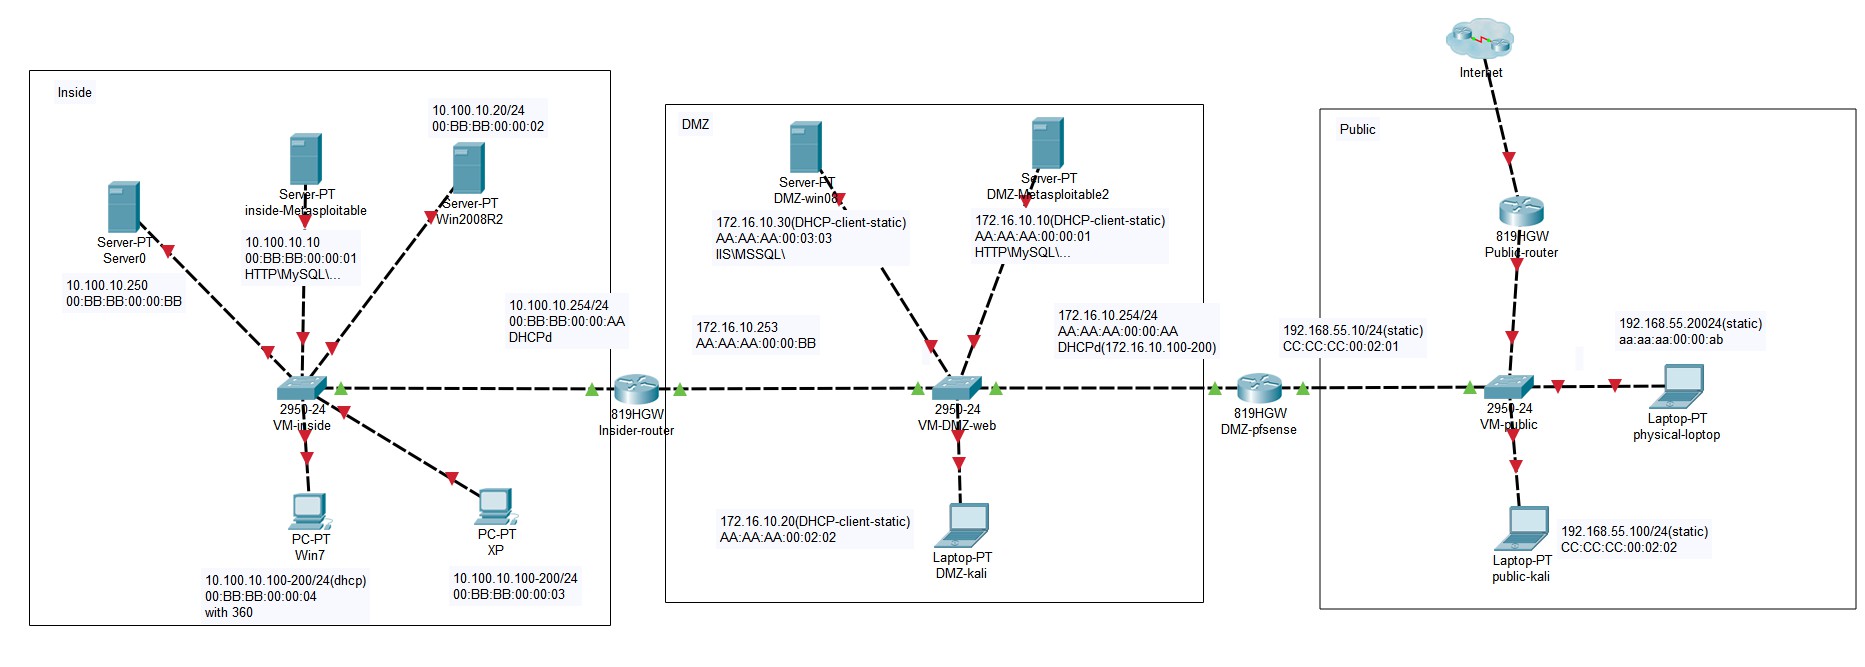 Internet
Inside
10.100.10.20/24
00:BB:BB:00:00:02
Server-PT
inside-Metasploitable
Server-PT
Win2008R2
Server-PT
Server0
10.100.10.10
00:BB:BB:00:00:01
HTTP\MySQL\...
10.100.10.250
00:BB:BB:00:00:BB
10.100.10.254/24
00:BB:BB:00:00:AA
DHCPd
2950-24
VM-inside
819HGW
Insider-router
PC-PT
Win7
10.100.10.100-200/24(dhcp)
00:BB:BB:00:00:04
with 360
PC-PT
XP
10.100.10.100-200/24
00:BB:BB:00:00:03
DMZ
Server-PT
DMZ-win08
172.16.10.30(DHCP-client-static)
AA:AA:AA:00:03:03
IIS\MSSQL\
Server-PT
DMZ-Metasploitable2
172.16.10.10(DHCP-client-static)
AA:AA:AA:00:00:01
HTTP\MySQL\...
172.16.10.253
AA:AA:AA:00:00:BB
172.16.10.254/24
AA:AA:AA:00:00:AA
DHCPd(172.16.10.100-200)
2950-24
VM-DMZ-web
172.16.10.20(DHCP-client-static)
AA:AA:AA:00:02:02
Laptop-PT
DMZ-kali
819HGW
DMZ-pfsense
Public
819HGW
Public-router
192.168.55.10/24(static)
CC:CC:CC:00:02:01
192.168.55.20024(static)
aa:aa:aa:00:00:ab
2950-24
VM-public
Laptop-PT
physical-loptop
192.168.55.100/24(static)
CC:CC:CC:00:02:02
Laptop-PT
public-kali